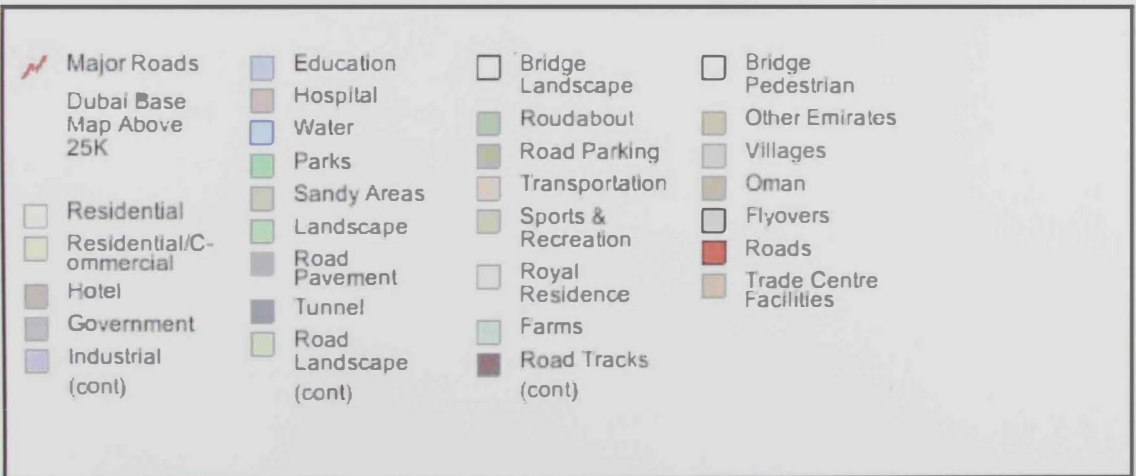 Major Roads
Dubai Base
Map Above
25K
Residential
Residential/C-
ommercial
Hotel
Government
Industrial
(cont)
Education
Hospital
Water
Parks
Sandy Areas
Landscape
Road
Pavement
Tunnel
Road
Landscape
(cont)
Bridge
Landscape
Roudabout
Road Parking
Transportation
Sports &
Recreation
Royal
Residence
Farms
Road Tracks
(cont)
Bridge
Pedestrian
Other Emirates
Villages
Oman
Flyovers
Roads
Trade Centre
Facilities